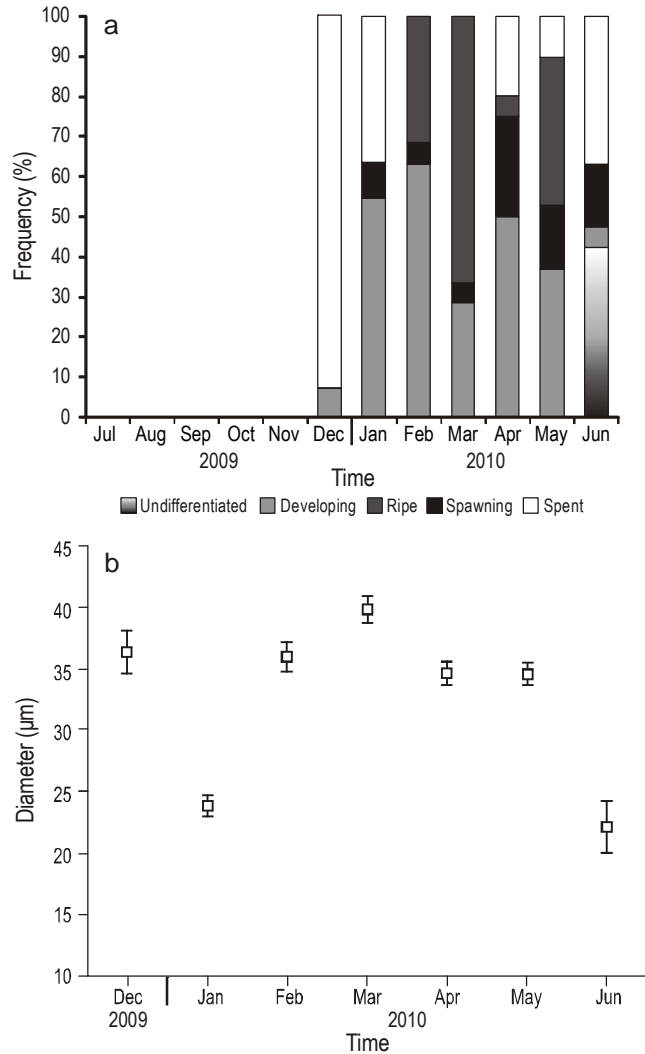 a
100
90
80
70
60
50
40
30
20
10
0
Frequency (%)
Jul Aug Sep Oct Nov Dec Jan Feb Mar Apr May Jun
2009 2010
Time
Undifferentiated Developing Ripe Spawning Spent
b
45
40
35
30
25
20
15
10
Diameter (µm)
Dec Jan Feb Mar Apr May Jun
2009 2010
Time